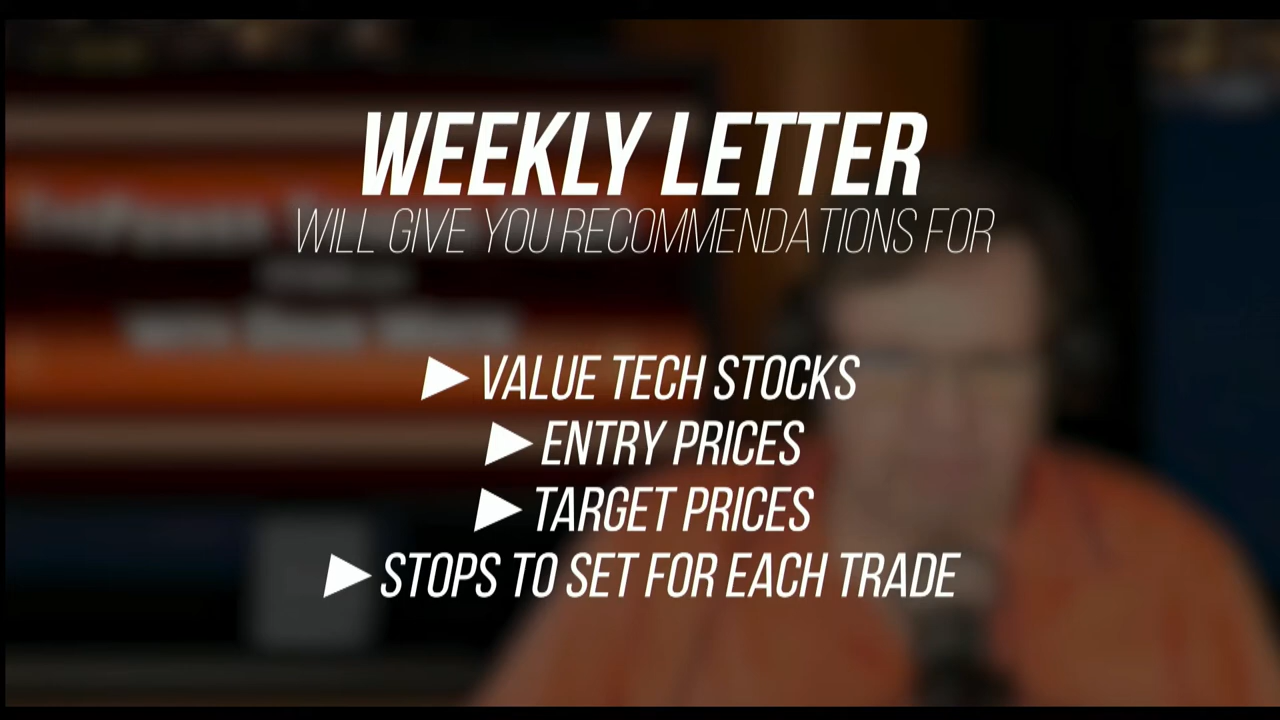 WEEKLY LETTER
WILL GIVE YOU RECOMMENDATIONS FOR
▶ VALUE TECH STOCKS
▶ ENTRY PRICES
▶ TARGET PRICES
▶ STOPS TO SET FOR EACH TRADE